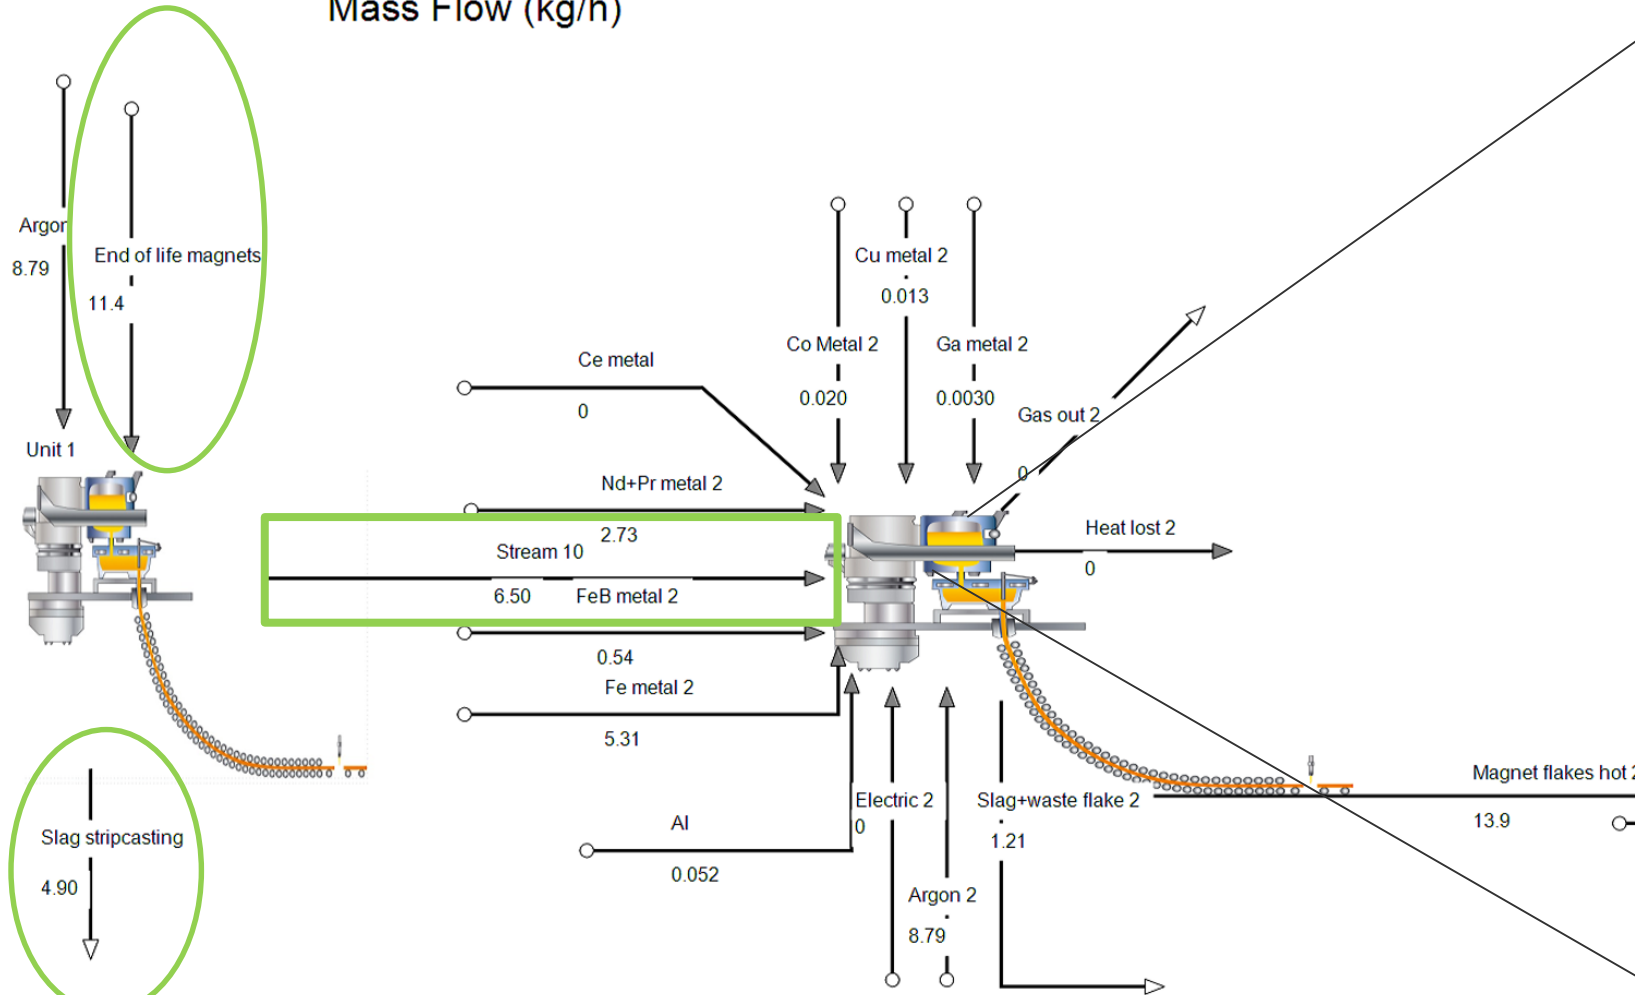 Mass Flow (kg/h)
Argon
8.79
End of life magnets
11.4
Unit 1
Slag stripcasting
4.90
Ce metal
0
Nd+Pr metal 2
2.73
Stream 10
6.50
FeB metal 2
0.54
Fe metal 2
5.31
Al
0.052
Co Metal 2
0.020
Cu metal 2
0.013
Ga metal 2
0.0030
Gas out 2
0
Heat lost 2
0
Electric 2
0
Argon 2
8.79
Slag+waste flake 2
1.21
Magnet flakes hot 2
13.9